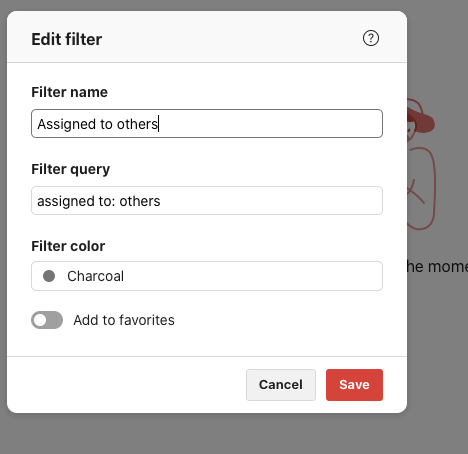 Edit filter
Filter name
Assigned to others
Filter query
assigned to: others
Filter color
Charcoal
Add to favorites
Cancel
Save
he mome